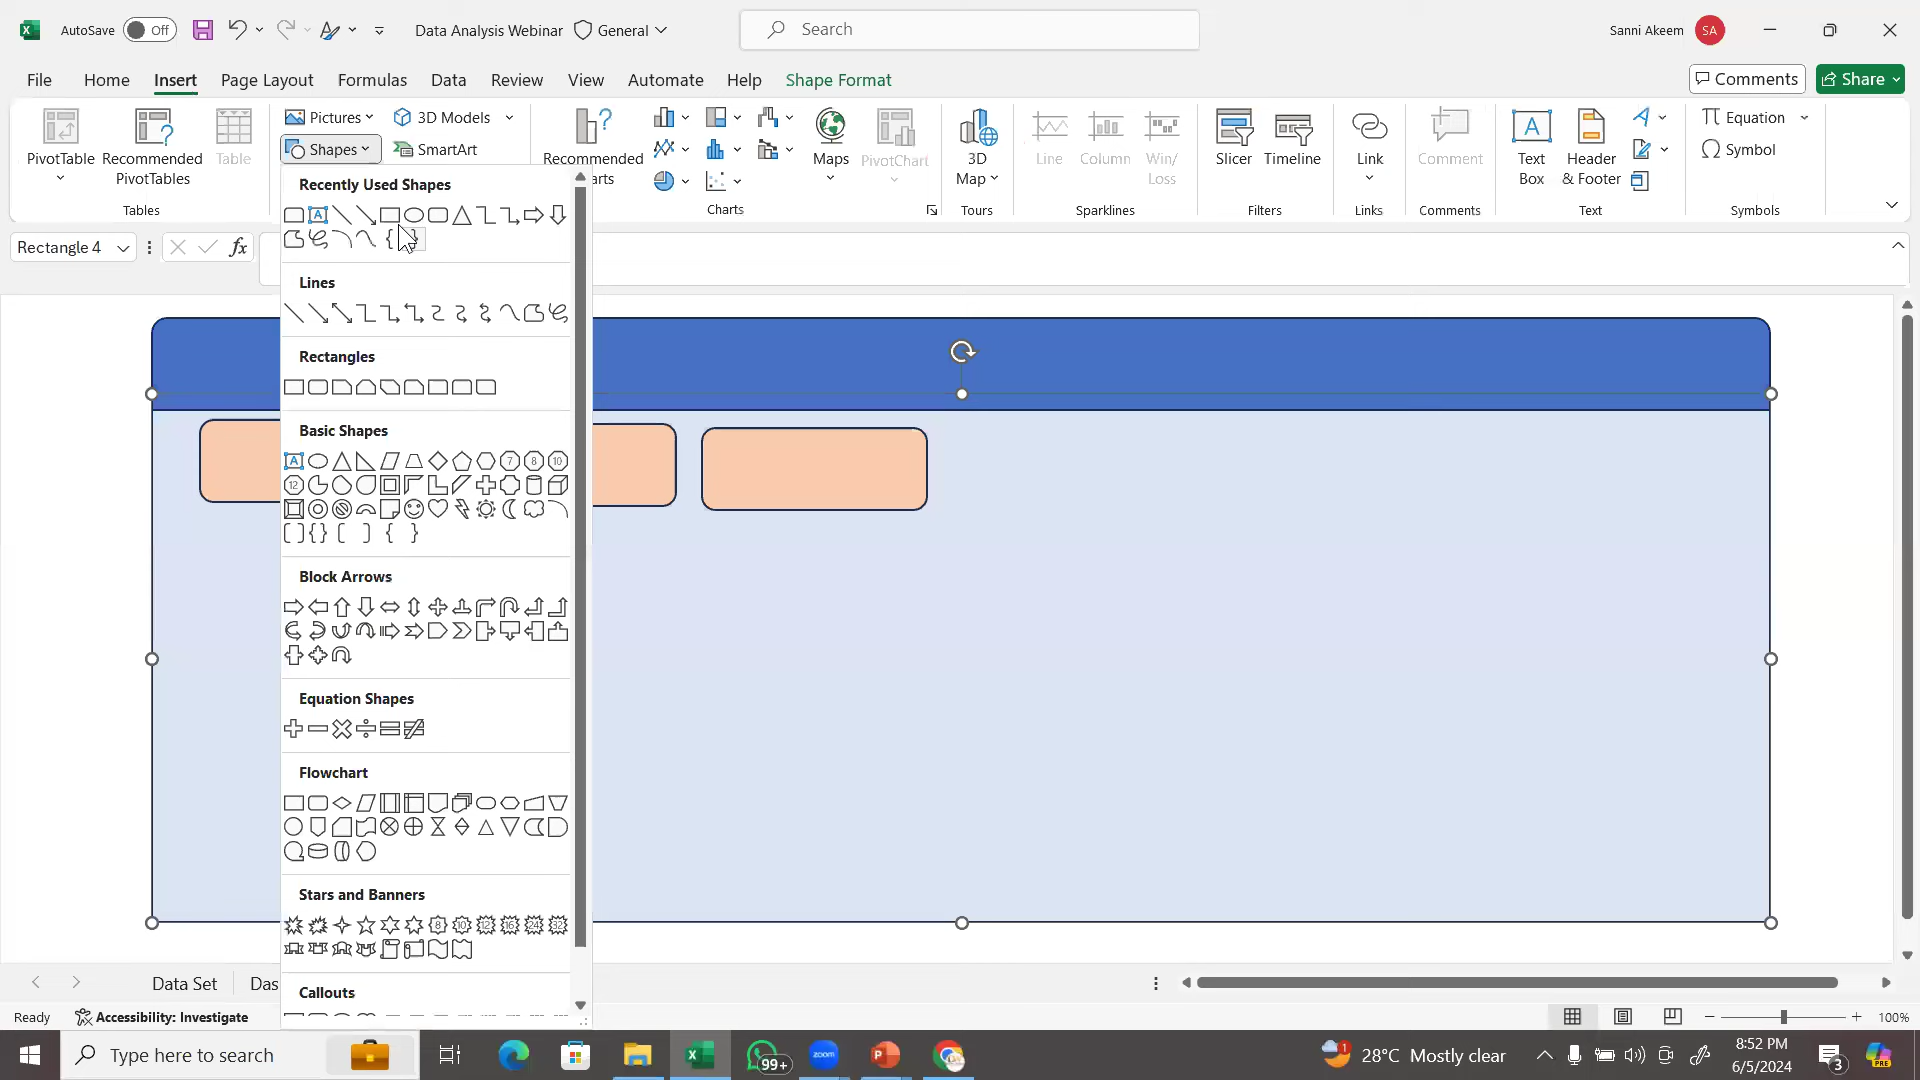 AutoSave Off Data Analysis Webinar General Search Sanni Akeem SA
File Home Insert Page Layout Formulas Data Review View Automate Help Shape Format Comments Share
PivotTable Recommended PivotTables Table
Tables
Pictures 3D Models
Shapes SmartArt
Recommended
arts
Maps PivotChart
Charts
3D Map
Tours
Line Column Win/ Loss
Sparklines
Slicer Timeline
Filters
Link
Links
Comment
Comments
Text Box Header & Footer
Text
Equation
Symbol
Symbols
Rectangle 4 fx
Recently Used Shapes
Lines
Rectangles
Basic Shapes
Block Arrows
Equation Shapes
Flowchart
Stars and Banners
Callouts
Data Set Das
Ready Accessibility: Investigate 100%
Type here to search 99+ zoom 28°C Mostly clear 8:52 PM
6/5/2024 3